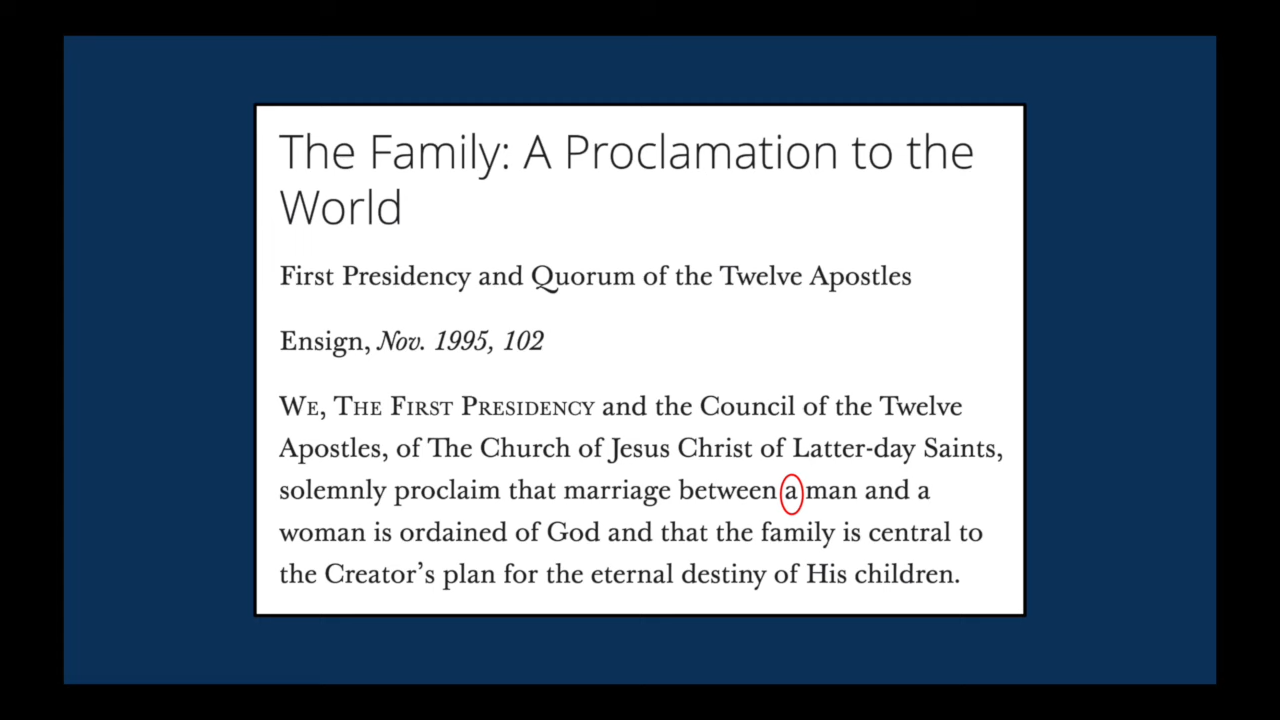 The Family: A Proclamation to the
World
First Presidency and Quorum of the Twelve Apostles
Ensign, Nov. 1995, 102
WE, THE FIRST PRESIDENCY and the Council of the Twelve
Apostles, of The Church of Jesus Christ of Latter-day Saints,
solemnly proclaim that marriage between a man and a
woman is ordained of God and that the family is central to
the Creator’s plan for the eternal destiny of His children.